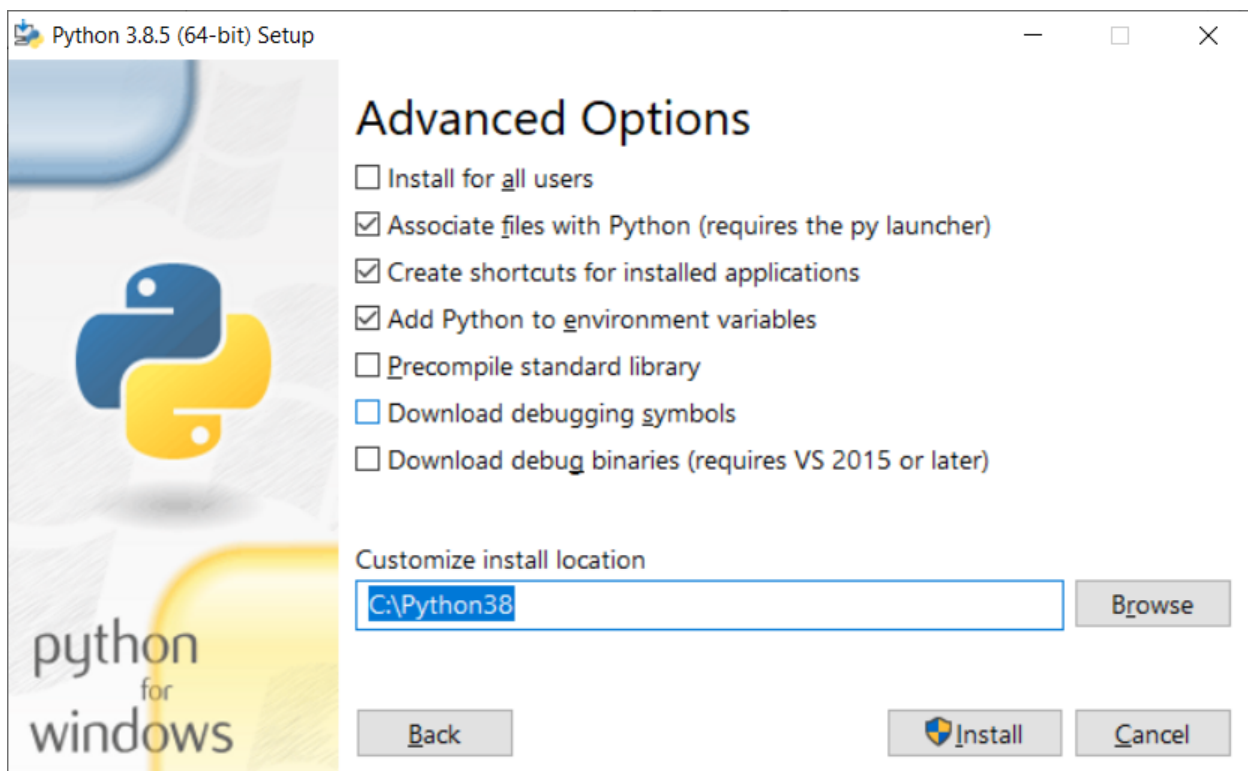 Python 3.8.5 (64-bit) Setup
Advanced Options
Install for all users
Associate files with Python (requires the py launcher)
Create shortcuts for installed applications
Add Python to environment variables
Precompile standard library
Download debugging symbols
Download debug binaries (requires VS 2015 or later)
Customize install location
C:\Python38
Browse
python
for
windows
Back
Install
Cancel